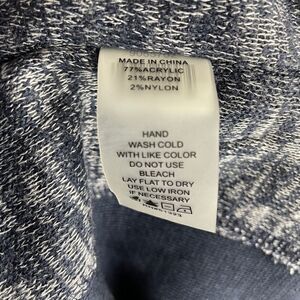 MADE IN CHINA
77%ACRYLIC
21%RAYON
2%NYLON
HAND
WASH COLD
WITH LIKE COLOR
DO NOT USE
BLEACH
LAY FLAT TO DRY
USE LOW IRON
IF NECESSARY